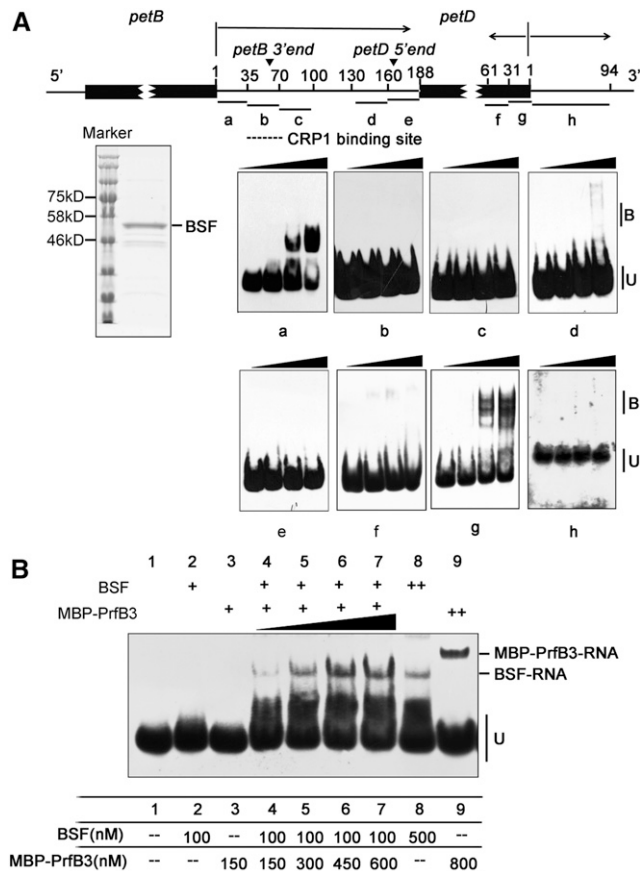 A
petB
petD
petB 3'end
petD 5'end
1 35 70 100 130 160 188 61 31 1 94
5'
3'
a b c d e f g h
CRP1 binding site
Marker
75kD
58kD
46kD
BSF
B
U
a b c d
B
U
e f g h
B
1 2 3 4 5 6 7 8 9
BSF + + + + + ++
MBP-PrfB3 + + + + + ++
MBP-PrfB3-RNA
BSF-RNA
U
1 2 3 4 5 6 7 8 9
BSF(nM) -- 100 -- 100 100 100 100 500 --
MBP-PrfB3(nM) -- -- 150 150 300 450 600 -- 800